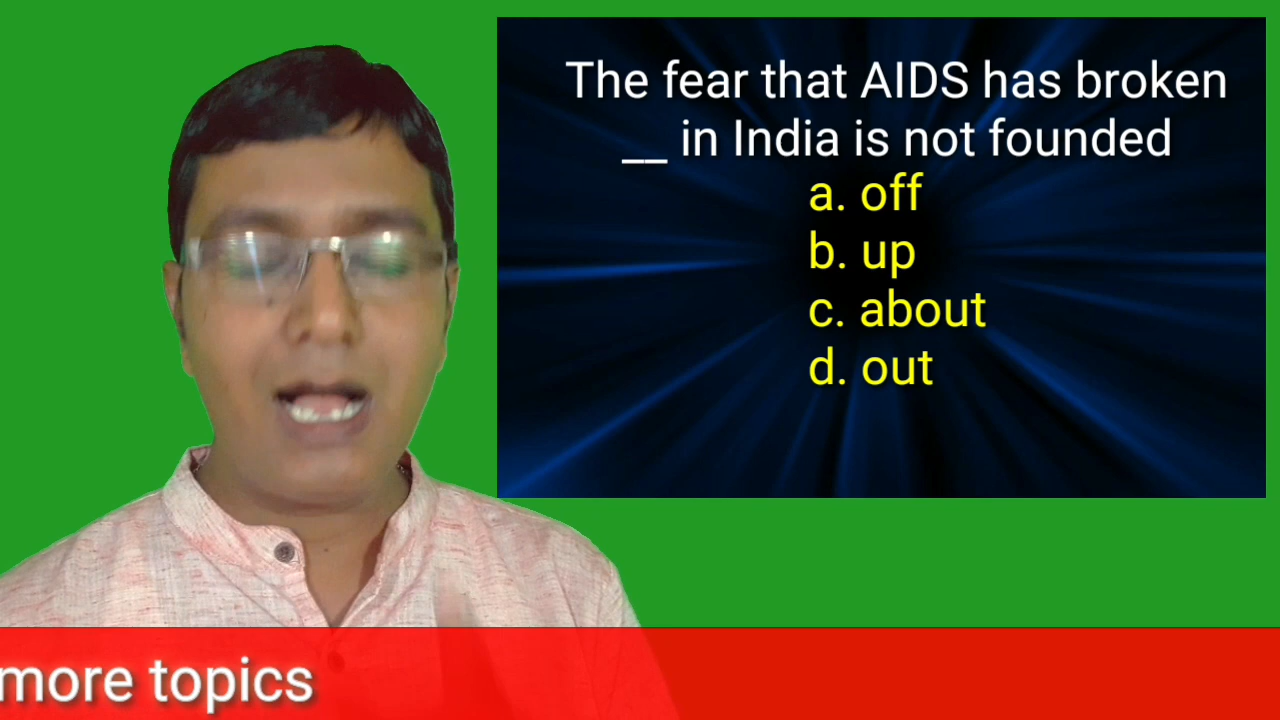 The fear that AIDS has broken
__ in India is not founded
a. off
b. up
c. about
d. out
more topics